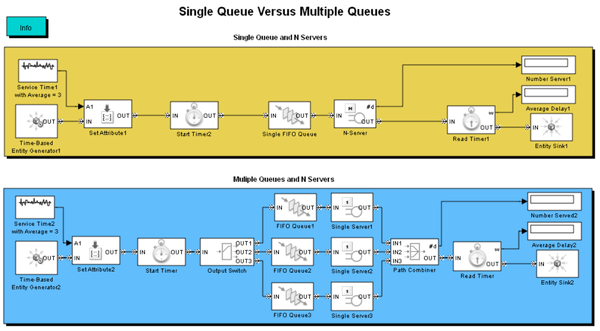 Single Queue Versus Multiple Queues
Info
Single Queue and N Servers
Service Time1
with Average = 3
Time-Based
Entity Generator1
OUT
A1
IN
OUT
Set Attribute1
IN
OUT
Start Timer2
IN
OUT
Single FIFO Queue
IN
N
#d
OUT
N-Server
IN
OUT
Read Timer1
Number Server1
Average Delay1
IN
Entity Sink1
Muliple Queues and N Servers
Service Time2
with Average = 3
Time-Based
Entity Generator2
OUT
A1
IN
OUT
Set Attribute2
IN
OUT
Start Timer
IN
OUT1
OUT2
OUT3
Output Switch
IN
OUT
FIFO Queue1
IN
OUT
Single Server1
IN
OUT
FIFO Queue2
IN
OUT
Single Server2
IN
OUT
FIFO Queue3
IN
OUT
Single Server3
IN1
IN2
IN3
#d
OUT
Path Combiner
IN
OUT
Read Timer
Number Served2
Average Delay2
IN
Entity Sink2